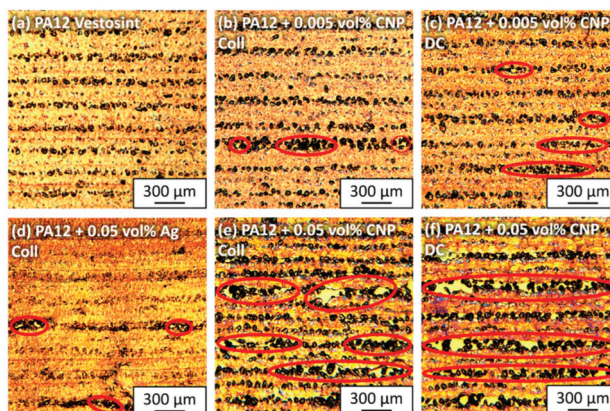 (a) PA12 Vestosint
300 µm
(b) PA12 + 0.005 vol% CNP
Coll
300 µm
(c) PA12 + 0.005 vol% CNP
DC
300 µm
(d) PA12 + 0.05 vol% Ag
Coll
300 µm
(e) PA12 + 0.05 vol% CNP
Coll
300 µm
(f) PA12 + 0.05 vol% CNP
DC
300 µm